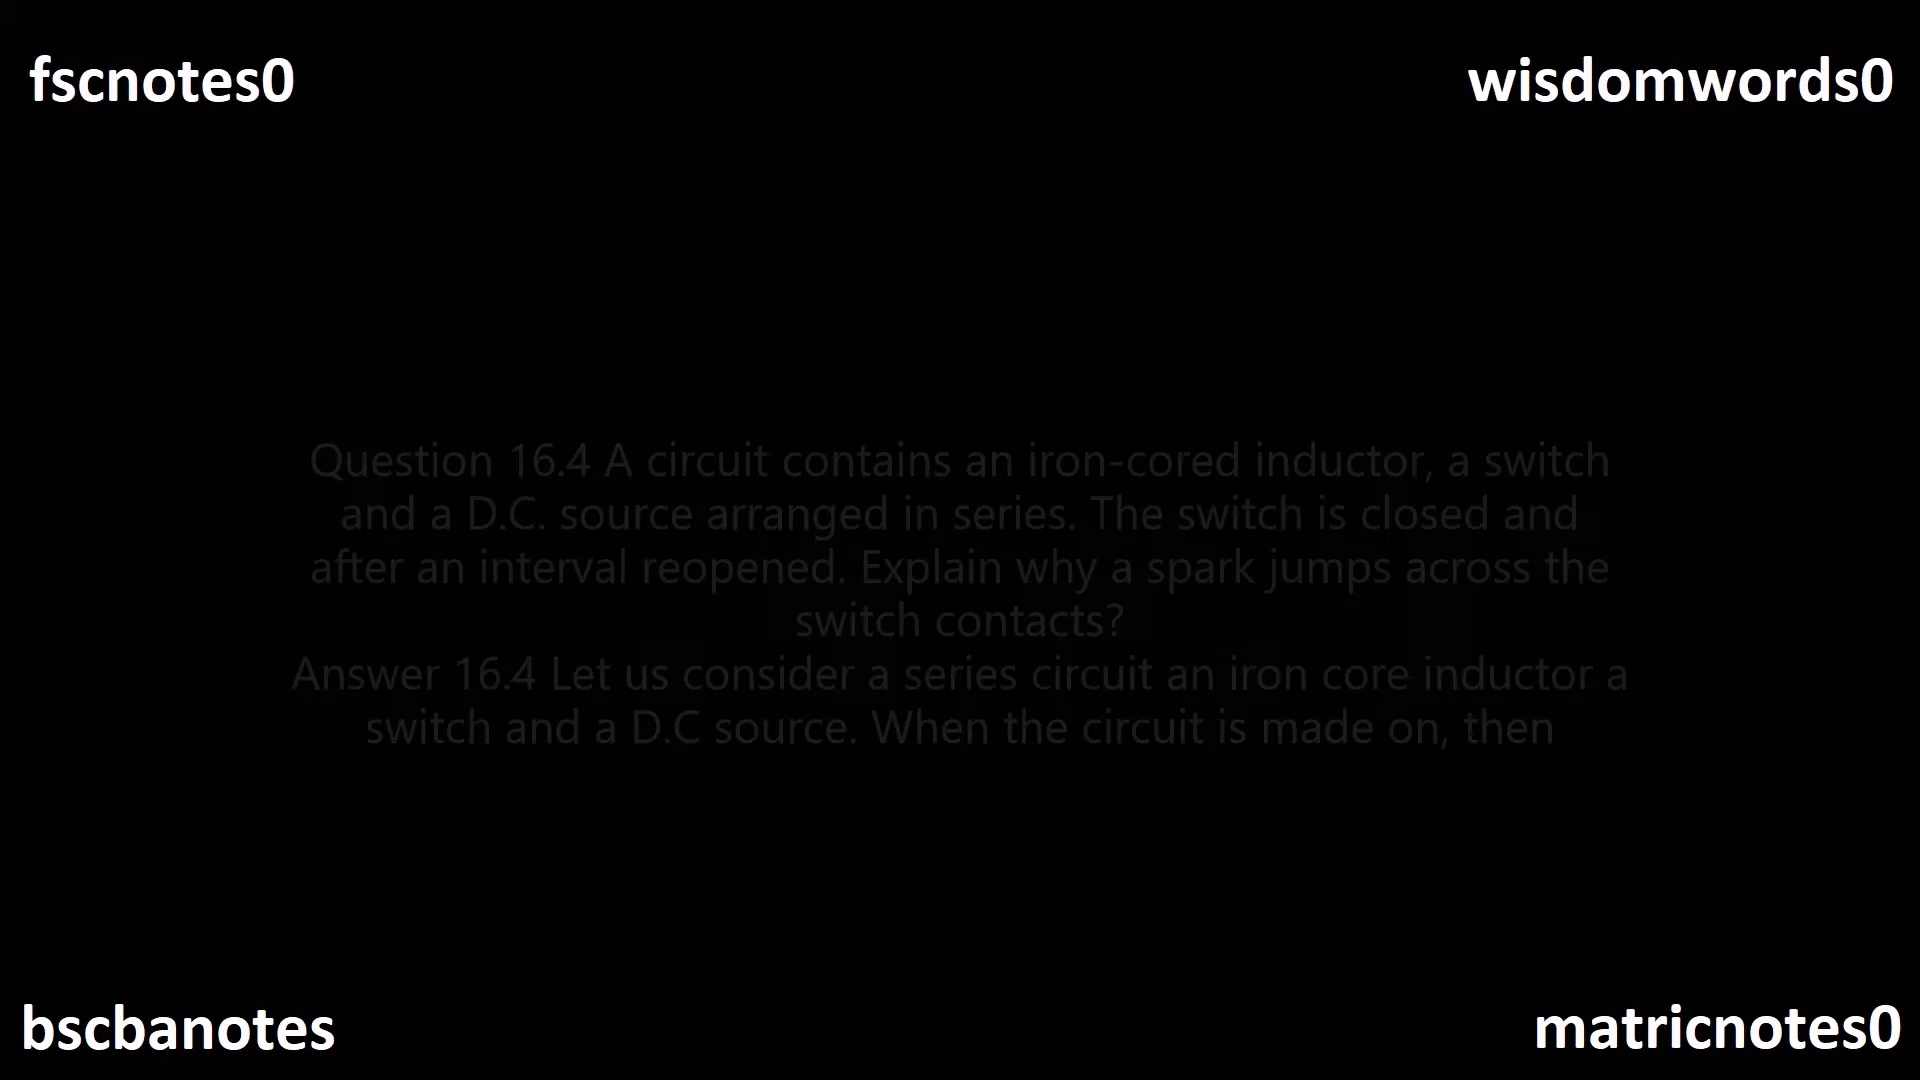 fscnotes0
wisdomwords0
Question 16.4 A circuit contains an iron-cored inductor, a switch
and a D.C. source arranged in series. The switch is closed and
after an interval reopened. Explain why a spark jumps across the
switch contacts?
Answer 16.4 Let us consider a series circuit an iron core inductor a
switch and a D.C source. When the circuit is made on, then
bscbanotes
matricnotes0